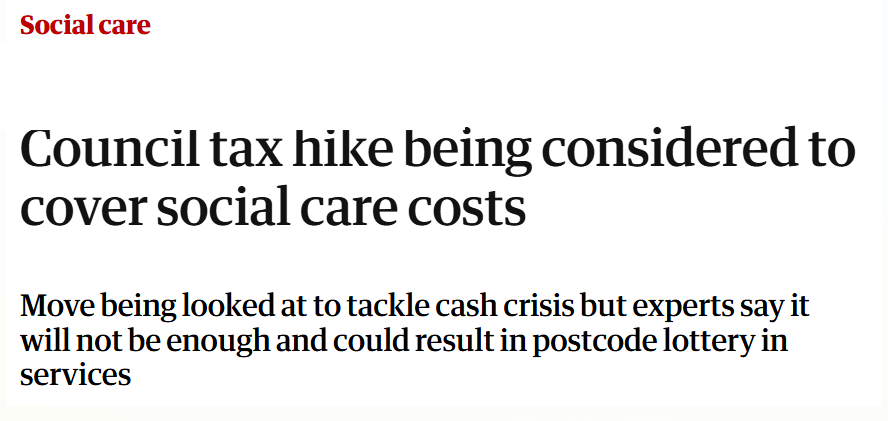 Social care
Council tax hike being considered to
cover social care costs
Move being looked at to tackle cash crisis but experts say it
will not be enough and could result in postcode lottery in
services